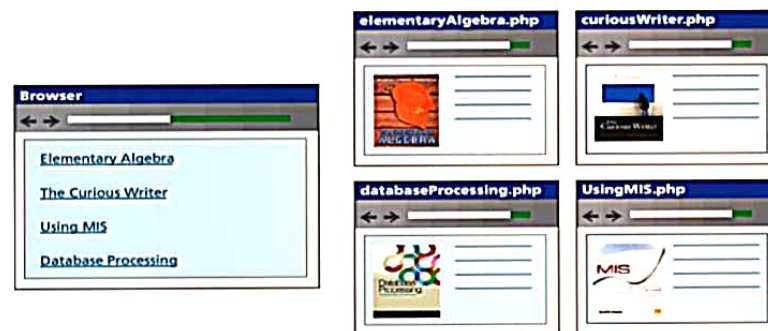 Browser
Elementary Algebra
The Curious Writer
Using MIS
Database Processing
elementaryAlgebra.php
ALGEBRA
curiousWriter.php
Curious Writer
databaseProcessing.php
Database
Processing
UsingMIS.php
MIS